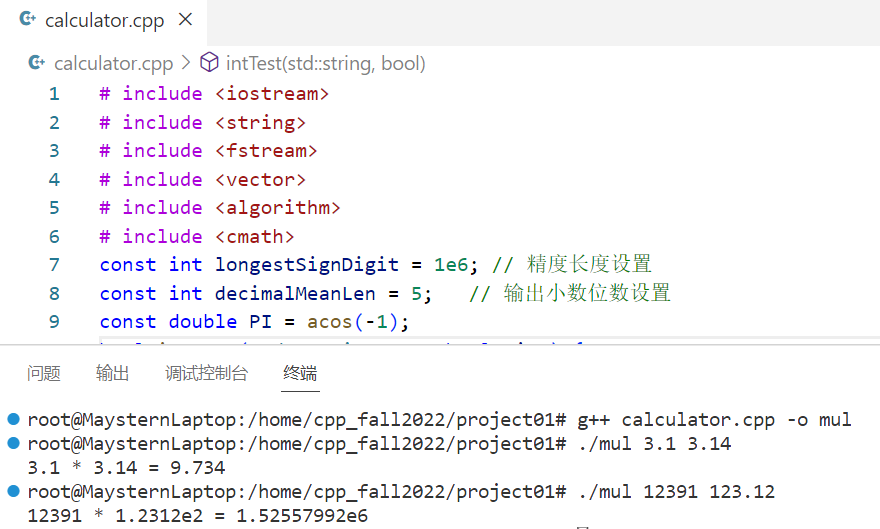 calculator.cpp
calculator.cpp > intTest(std::string, bool)
1 # include <iostream>
2 # include <string>
3 # include <fstream>
4 # include <vector>
5 # include <algorithm>
6 # include <cmath>
7 const int longestSignDigit = 1e6; // 精度长度设置
8 const int decimalMeanLen = 5; // 输出小数位数设置
9 const double PI = acos(-1);
问题 输出 调试控制台 终端
root@MaysternLaptop:/home/cpp_fall2022/project01# g++ calculator.cpp -o mul
root@MaysternLaptop:/home/cpp_fall2022/project01# ./mul 3.1 3.14
3.1 * 3.14 = 9.734
root@MaysternLaptop:/home/cpp_fall2022/project01# ./mul 12391 123.12
12391 * 1.2312e2 = 1.52557992e6